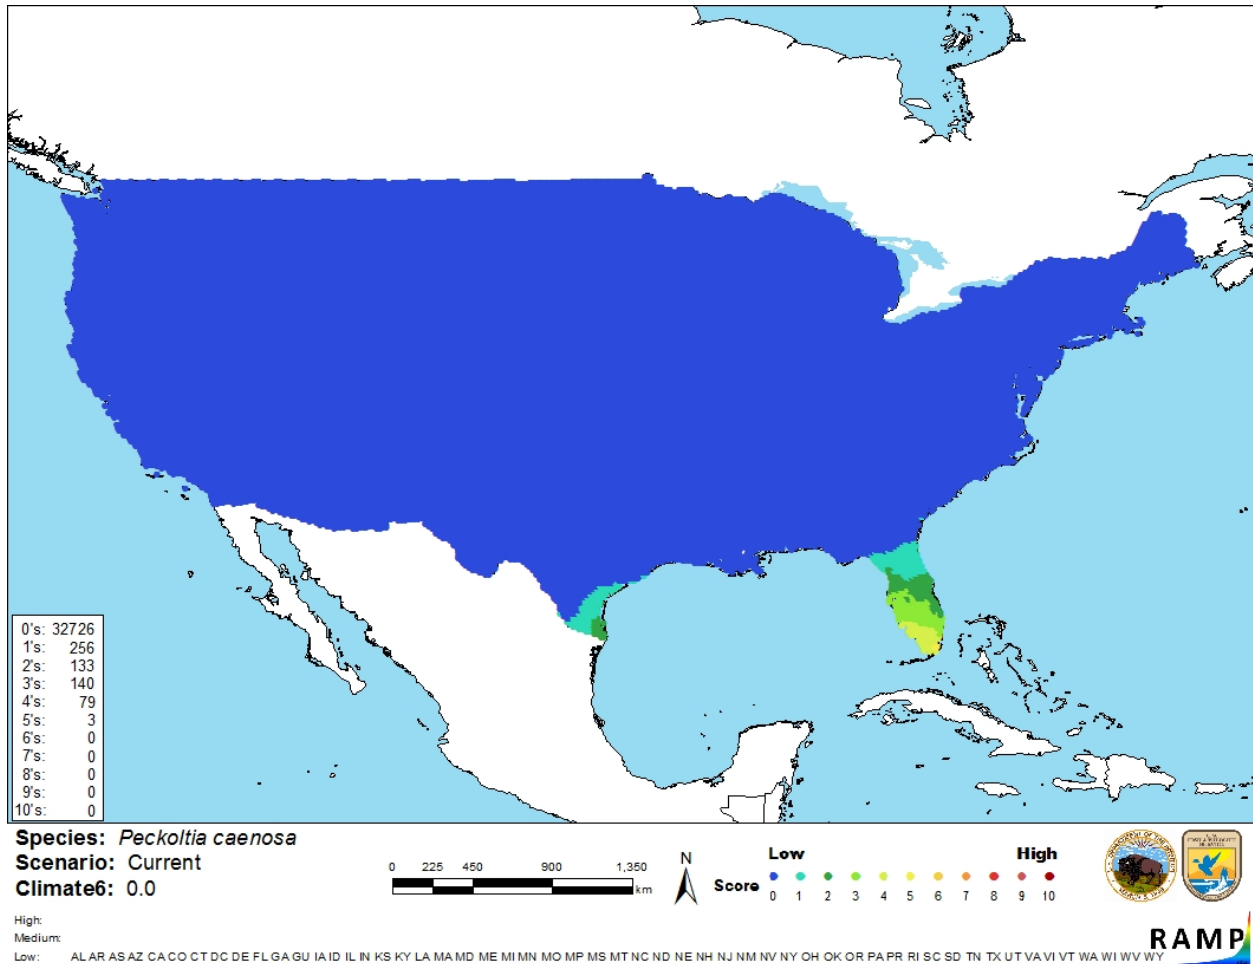 0's: 32726
1's: 256
2's: 133
3's: 140
4's: 79
5's: 3
6's: 0
7's: 0
8's: 0
9's: 0
10's: 0
Species: Peckoltia caenosa
Scenario: Current
Climate6: 0.0
0 225 450 900 1,350
km
N
Low High
Score
0 1 2 3 4 5 6 7 8 9 10
High:
Medium:
Low: AL AR AS AZ CA CO CT DC DE FL GA GU IA ID IL IN KS KY LA MA MD ME MI MN MO MP MS MT NC ND NE NH NJ NM NV NY OH OK OR PA PR RI SC SD TN TX UT VA VI VT WA WI WV WY
RAMP